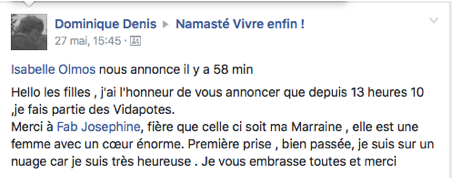 Dominique Denis ▸ Namasté Vivre enfin !
27 mai, 15:45 ·
Isabelle Olmos nous annonce il y a 58 min
Hello les filles , j'ai l'honneur de vous annoncer que depuis 13 heures 10
,je fais partie des Vidapotes.
Merci à Fab Josephine, fière que celle ci soit ma Marraine , elle est une
femme avec un cœur énorme. Première prise , bien passée, je suis sur un
nuage car je suis très heureuse . Je vous embrasse toutes et merci